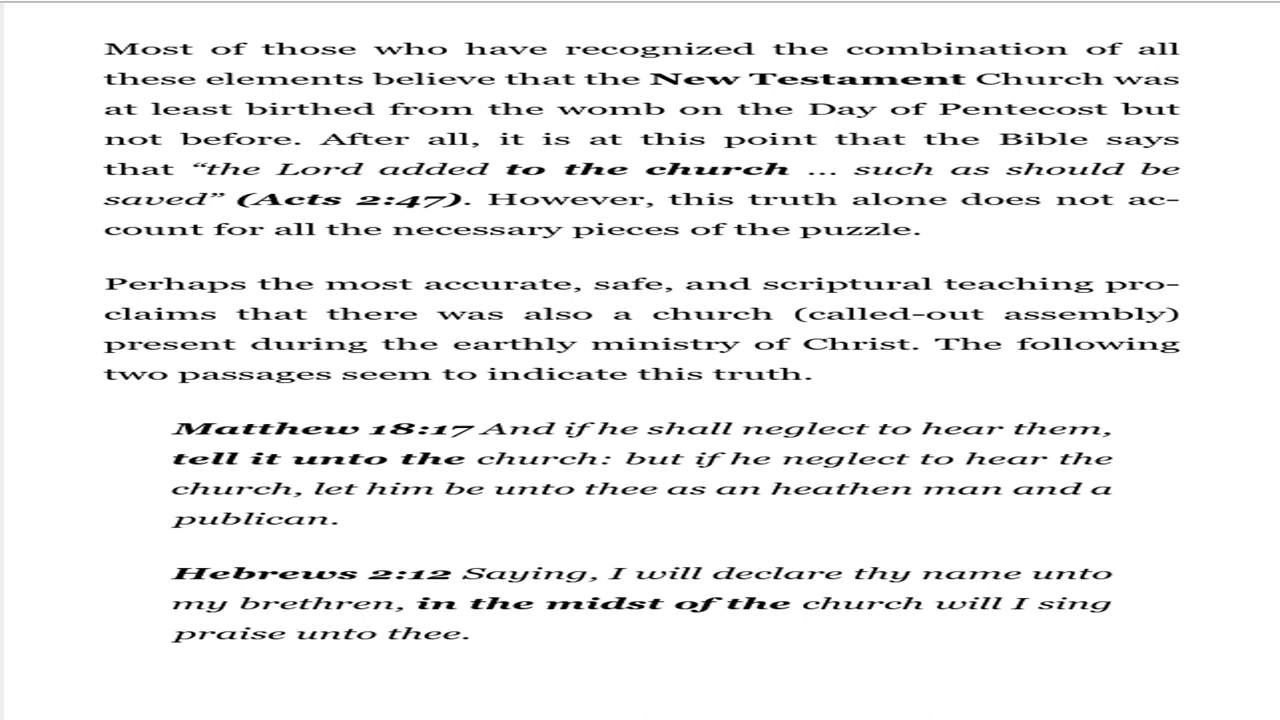 Most of those who have recognized the combination of all
these elements believe that the New Testament Church was
at least birthed from the womb on the Day of Pentecost but
not before. After all, it is at this point that the Bible says
that “the Lord added to the church ... such as should be
saved” (Acts 2:47). However, this truth alone does not ac-
count for all the necessary pieces of the puzzle.
Perhaps the most accurate, safe, and scriptural teaching pro-
claims that there was also a church (called-out assembly)
present during the earthly ministry of Christ. The following
two passages seem to indicate this truth.
Matthew 18:17 And if he shall neglect to hear them,
tell it unto the church: but if he neglect to hear the
church, let him be unto thee as an heathen man and a
publican.
Hebrews 2:12 Saying, I will declare thy name unto
my brethren, in the midst of the church will I sing
praise unto thee.